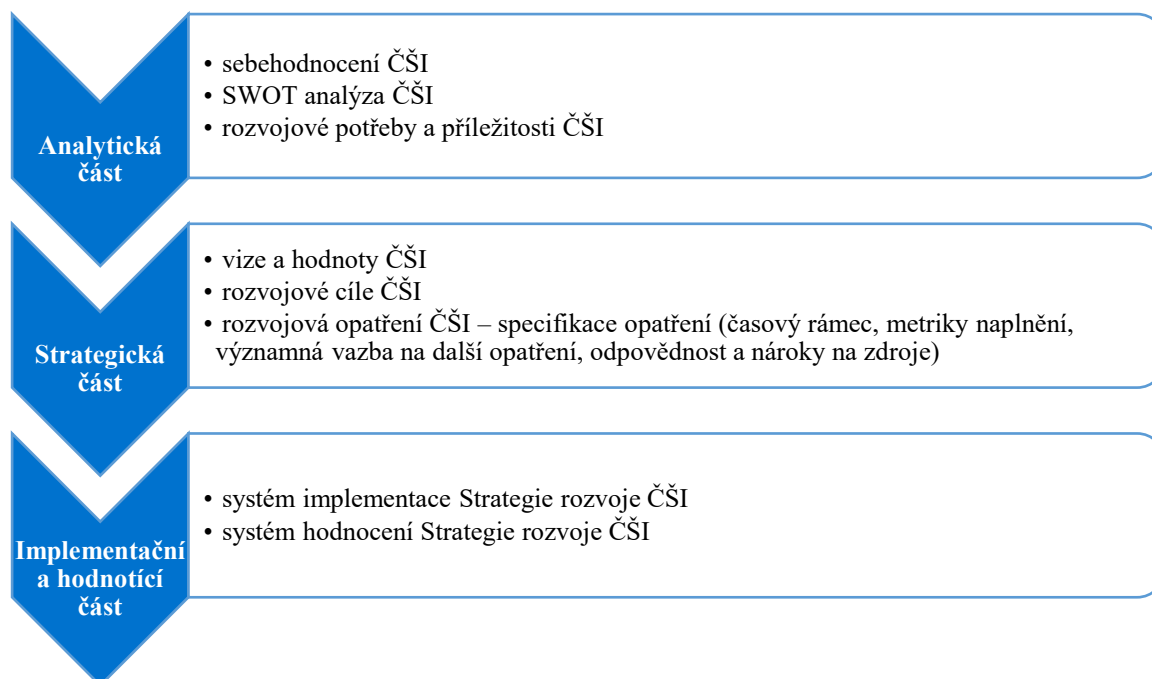 Analytická
část
• sebehodnocení ČŠI
• SWOT analýza ČŠI
• rozvojové potřeby a příležitosti ČŠI
Strategická
část
• vize a hodnoty ČŠI
• rozvojové cíle ČŠI
• rozvojová opatření ČŠI – specifikace opatření (časový rámec, metriky naplnění,
významná vazba na další opatření, odpovědnost a nároky na zdroje)
Implementační
a hodnotící
část
• systém implementace Strategie rozvoje ČŠI
• systém hodnocení Strategie rozvoje ČŠI